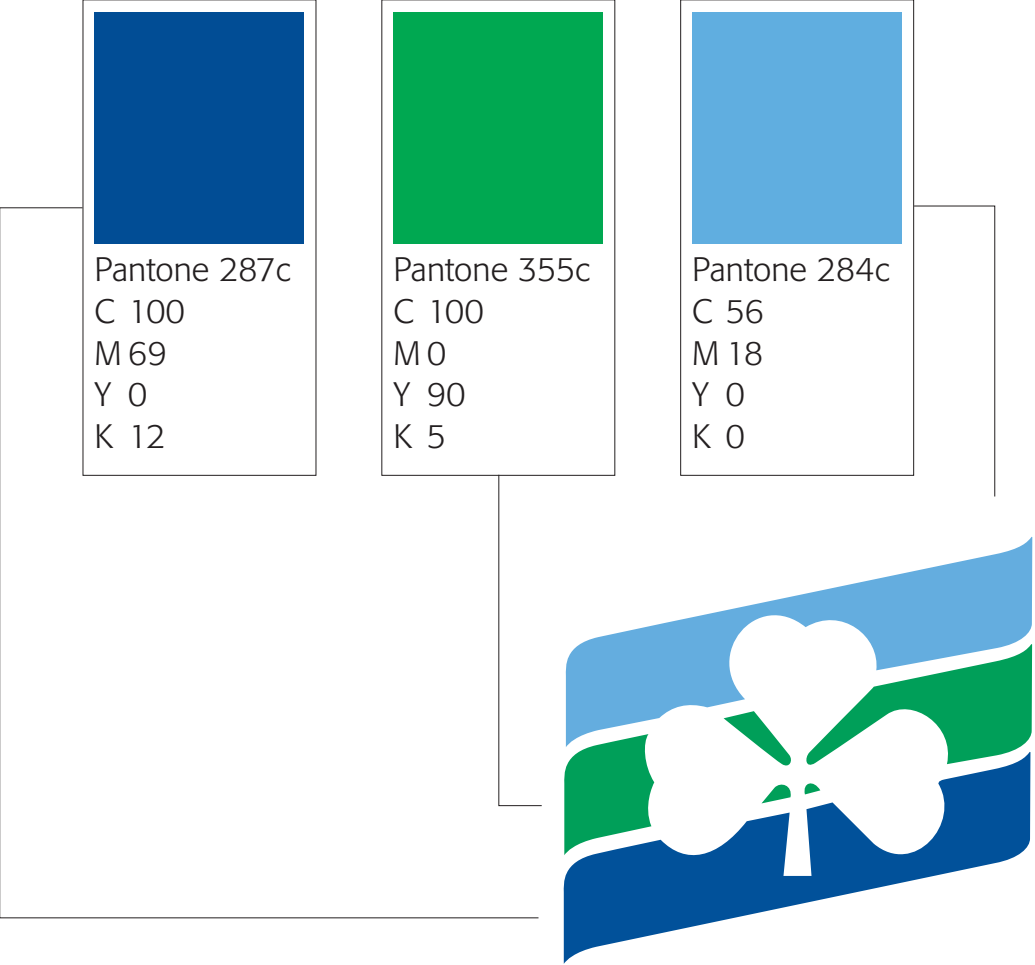 Pantone 287c
C 100
M 69
Y 0
K 12
Pantone 355c
C 100
M 0
Y 90
K 5
Pantone 284c
C 56
M 18
Y 0
K 0